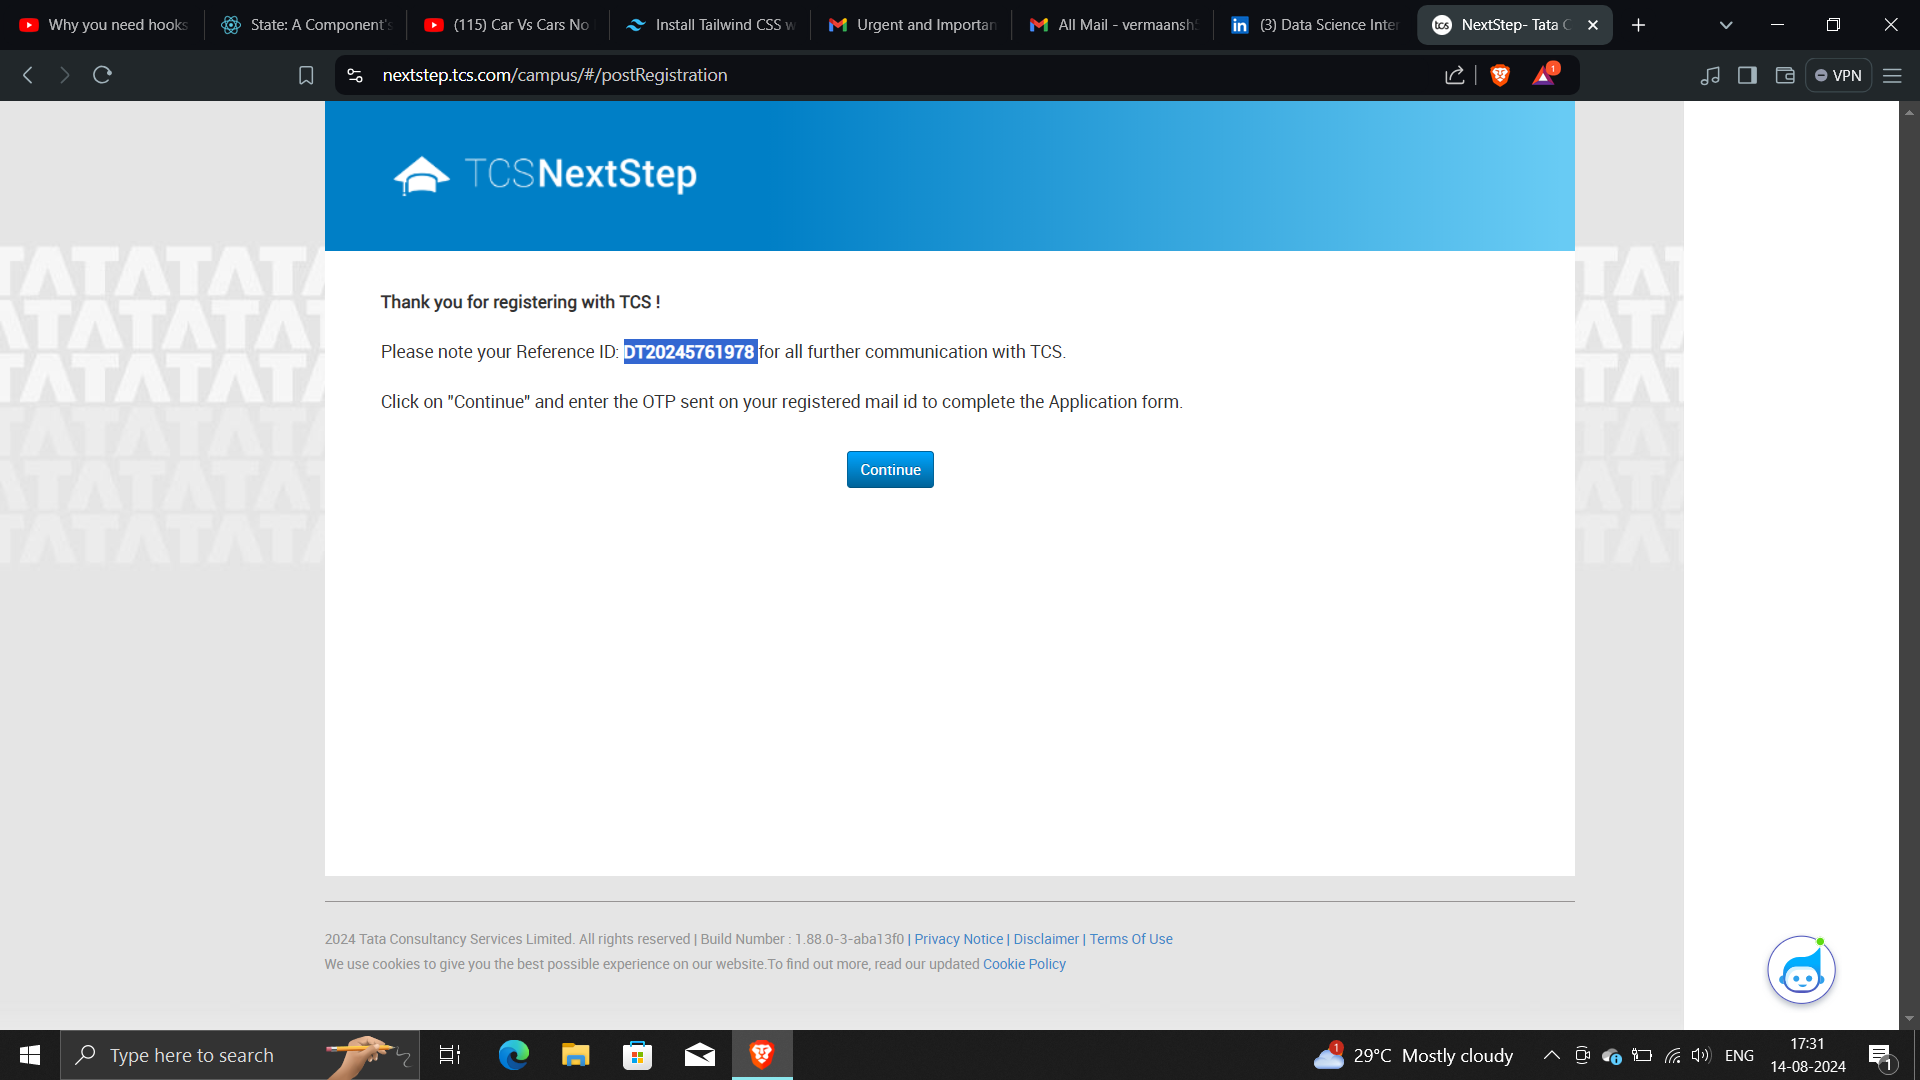 Why you need hooks
State: A Component's
(115) Car Vs Cars No
Install Tailwind CSS w
Urgent and Importan
All Mail - vermaansh
(3) Data Science Inte
NextStep- Tata C
nextstep.tcs.com/campus/#/postRegistration
1
VPN
TCS NextStep
Thank you for registering with TCS !
Please note your Reference ID: DT20245761978 for all further communication with TCS.
Click on "Continue" and enter the OTP sent on your registered mail id to complete the Application form.
Continue
2024 Tata Consultancy Services Limited. All rights reserved | Build Number : 1.88.0-3-aba13f0 | Privacy Notice | Disclaimer | Terms Of Use
We use cookies to give you the best possible experience on our website.To find out more, read our updated Cookie Policy
Type here to search
1
29°C Mostly cloudy
ENG
17:31
14-08-2024
1